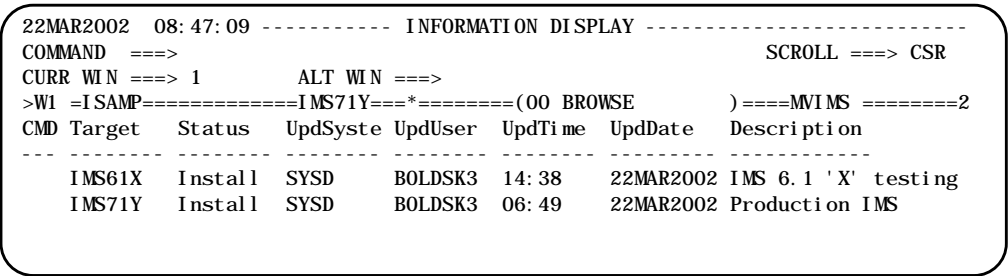 22MAR2002  08:47:09 ----------- INFORMATION DISPLAY ----------------------------
COMMAND  ===>                                                 SCROLL ===> CSR
CURR WIN ===> 1        ALT WIN ===>
>W1 =ISAMP=============IMS71Y===*========(00 BROWSE        )====MVIMS ========2
CMD Target   Status   UpdSyste UpdUser  UpdTime  UpdDate   Description
--- -------- -------- -------- -------- -------- --------- ------------
    IMS61X   Install  SYSD     BOLDSK3  14:38    22MAR2002 IMS 6.1 'X' testing
    IMS71Y   Install  SYSD     BOLDSK3  06:49    22MAR2002 Production IMS